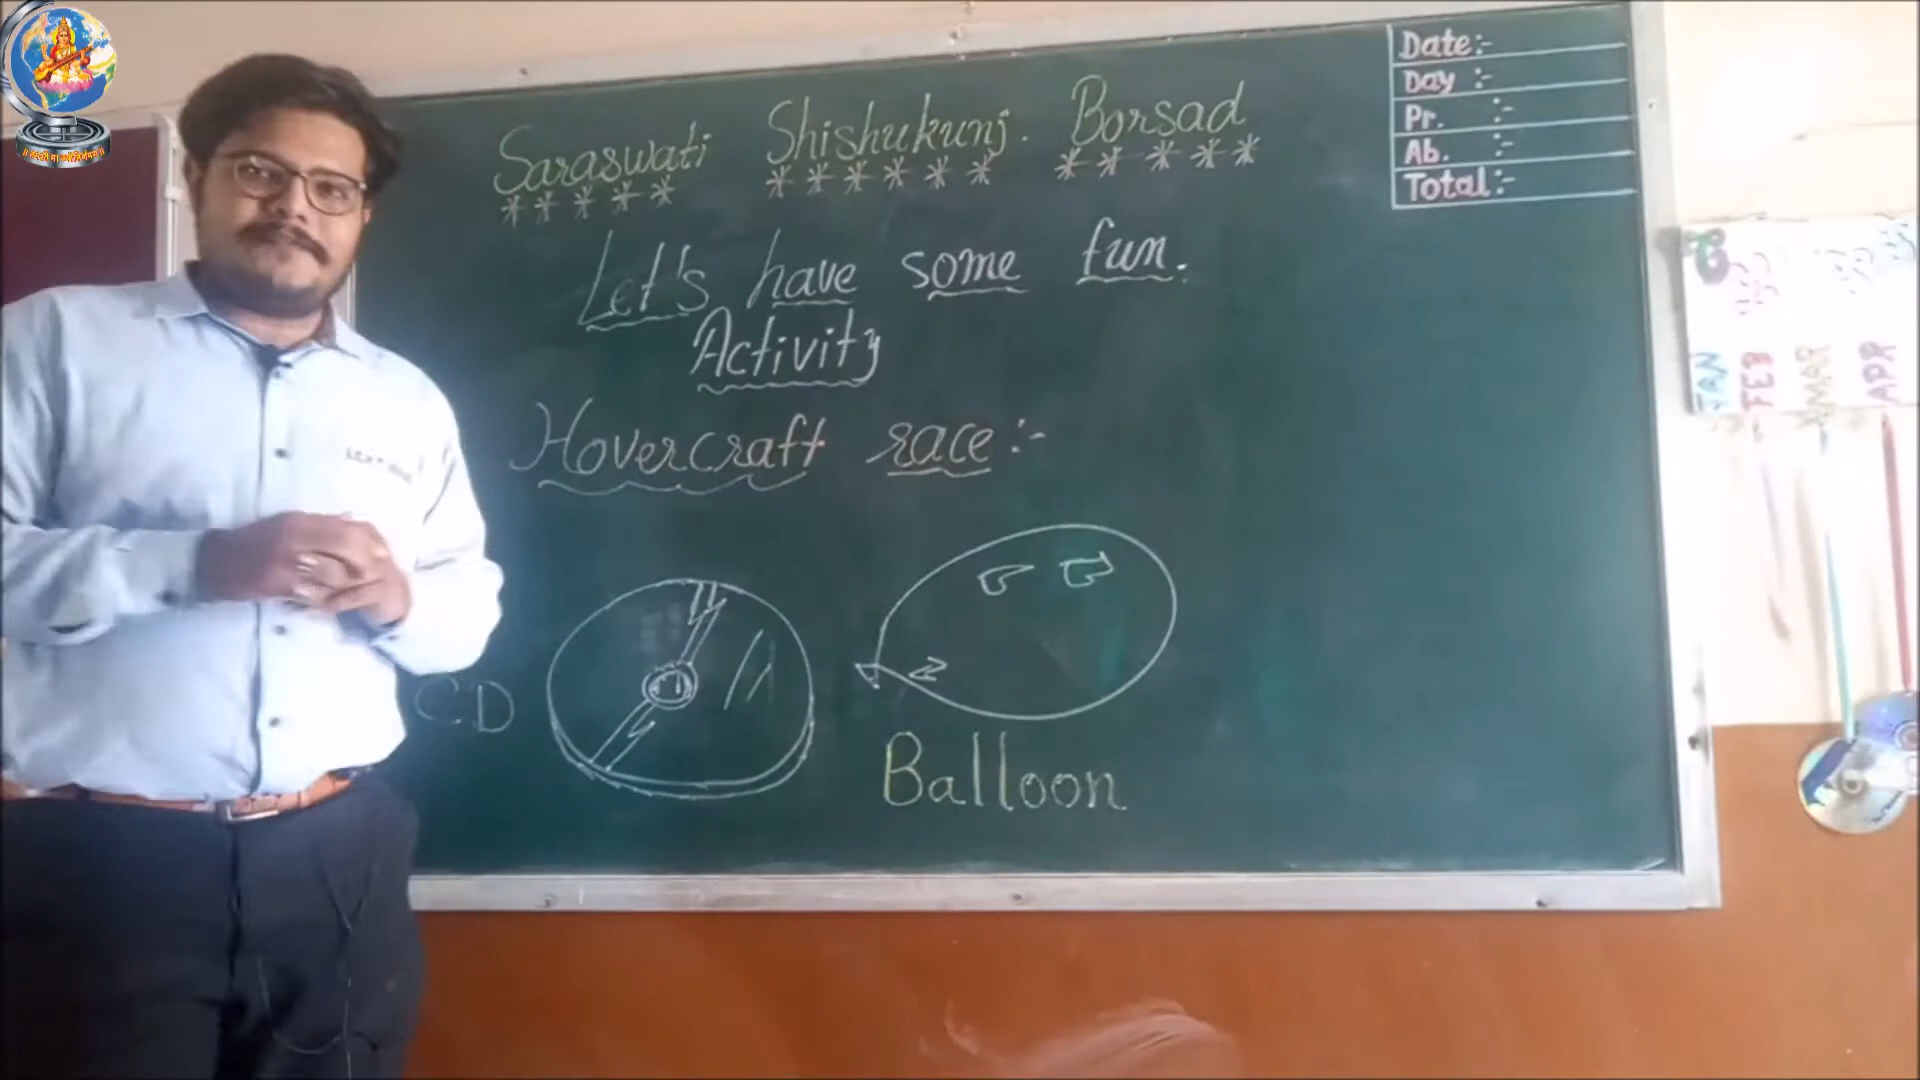 Saraswati Shishukunj. Borsad
Let's have some fun.
Activity
Hovercraft race:-
CD
Balloon
Date:-
Day :-
Pr. :-
Ab. :-
Total:-
JAN
FEB
MAR
APR